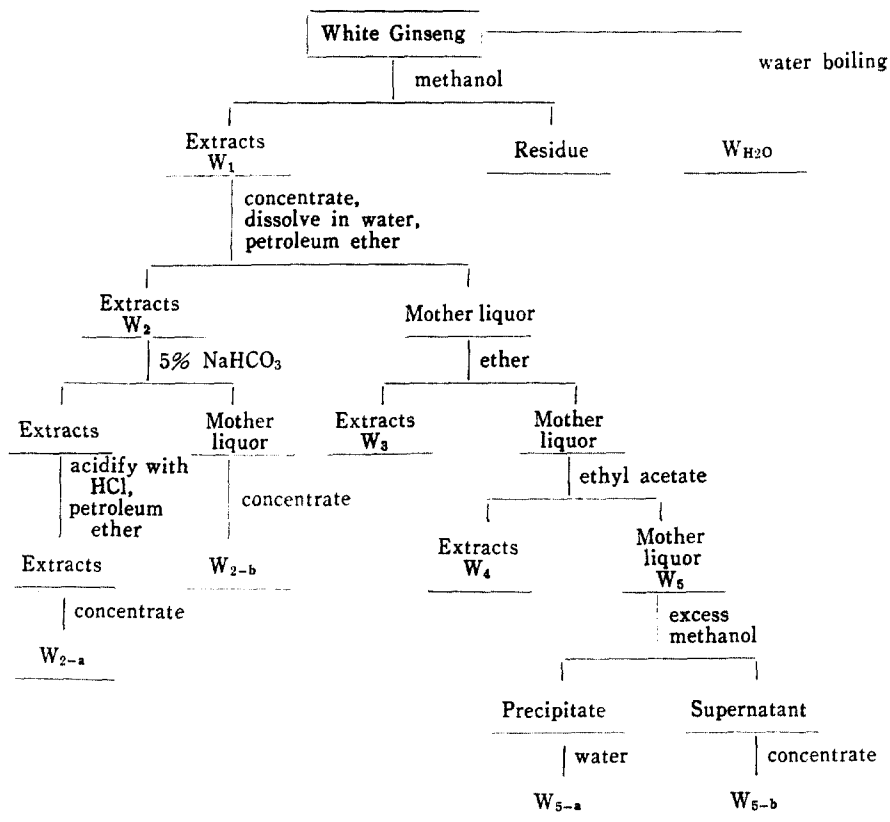 White Ginseng
water boiling
methanol
Extracts
W₁
Residue
W_H2O
concentrate,
dissolve in water,
petroleum ether
Extracts
W₂
Mother liquor
5% NaHCO₃
ether
Extracts
Mother
liquor
Extracts
W₃
Mother
liquor
acidify with
HCl,
petroleum
ether
concentrate
ethyl acetate
Extracts
W₂₋b
Extracts
W₄
Mother
liquor
W₅
concentrate
excess
methanol
W₂₋a
Precipitate
Supernatant
water
concentrate
W₅₋a
W₅₋b